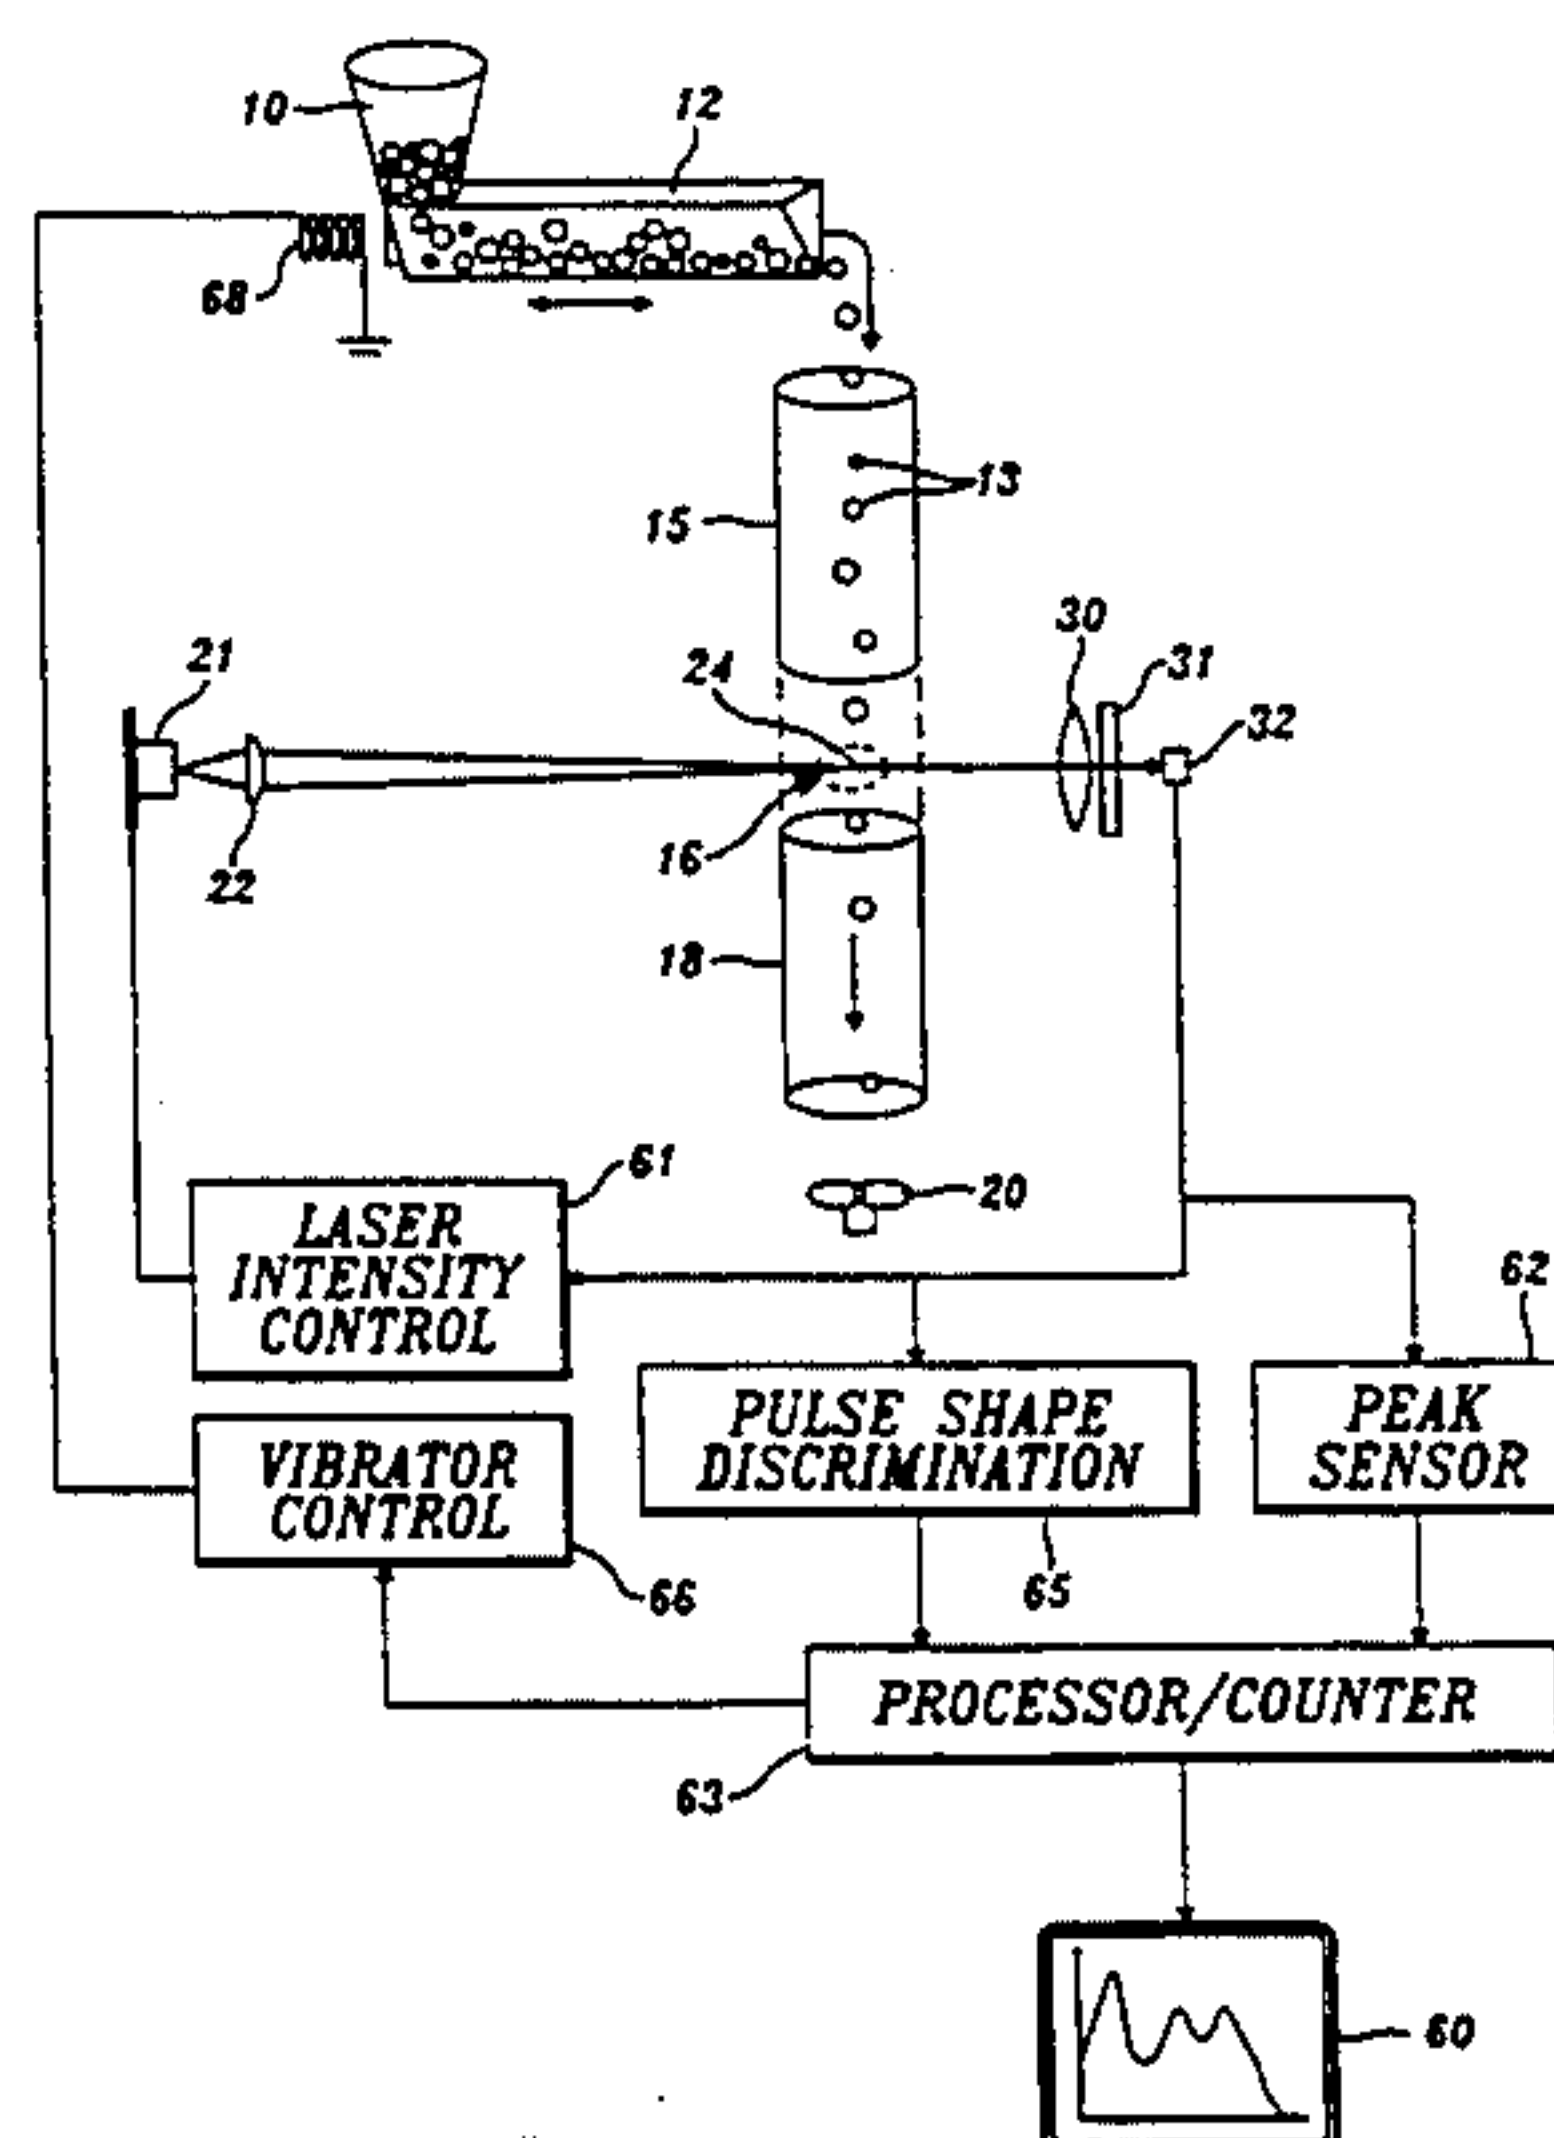 10
12
68
13
15
30
21
24
31
32
16
22
18
61
20
LASER
INTENSITY
CONTROL
62
PULSE SHAPE
DISCRIMINATION
PEAK
SENSOR
VIBRATOR
CONTROL
66
65
PROCESSOR/COUNTER
63
60